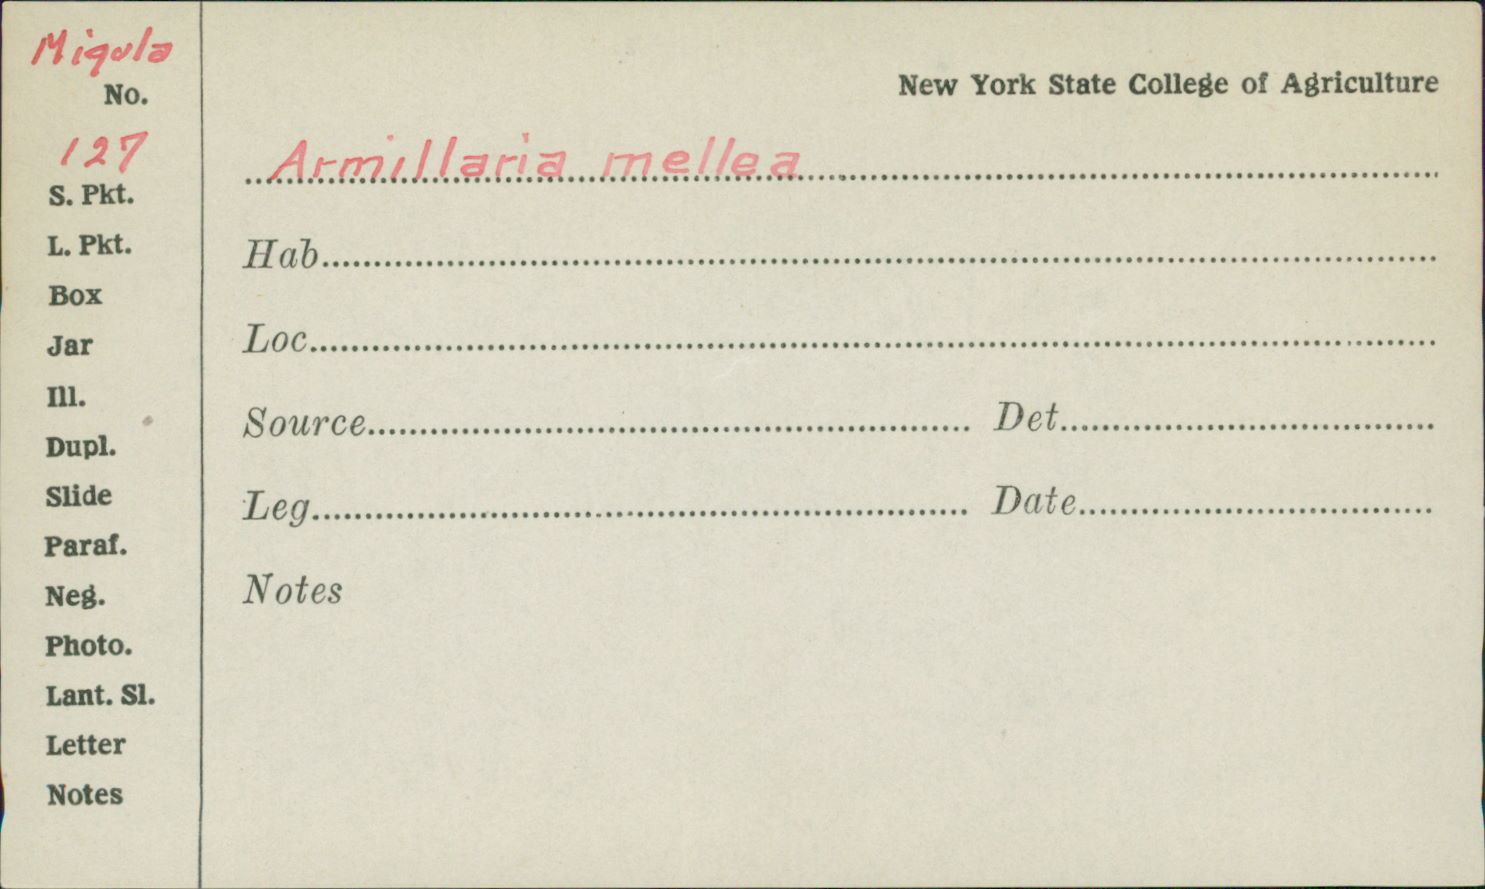 Migula
No.
127
S. Pkt.
L. Pkt.
Box
Jar
Ill.
Dupl.
Slide
Paraf.
Neg.
Photo.
Lant. Sl.
Letter
Notes
New York State College of Agriculture
Armillaria mellea
Hab
Loc
Source Det
Leg Date
Notes